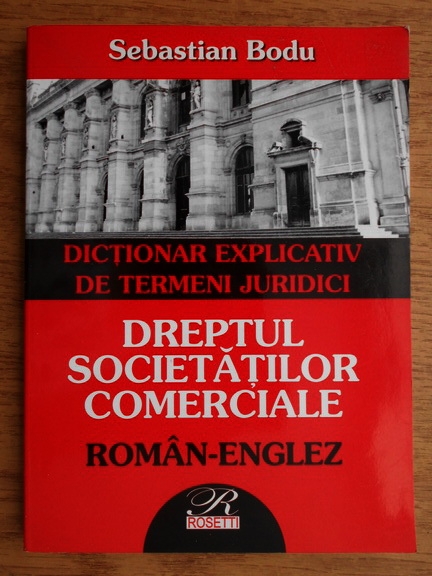 Sebastian Bodu
DICȚIONAR EXPLICATIV
DE TERMENI JURIDICI
DREPTUL
SOCIETĂȚILOR
COMERCIALE
ROMÂN-ENGLEZ
R
ROSETTI